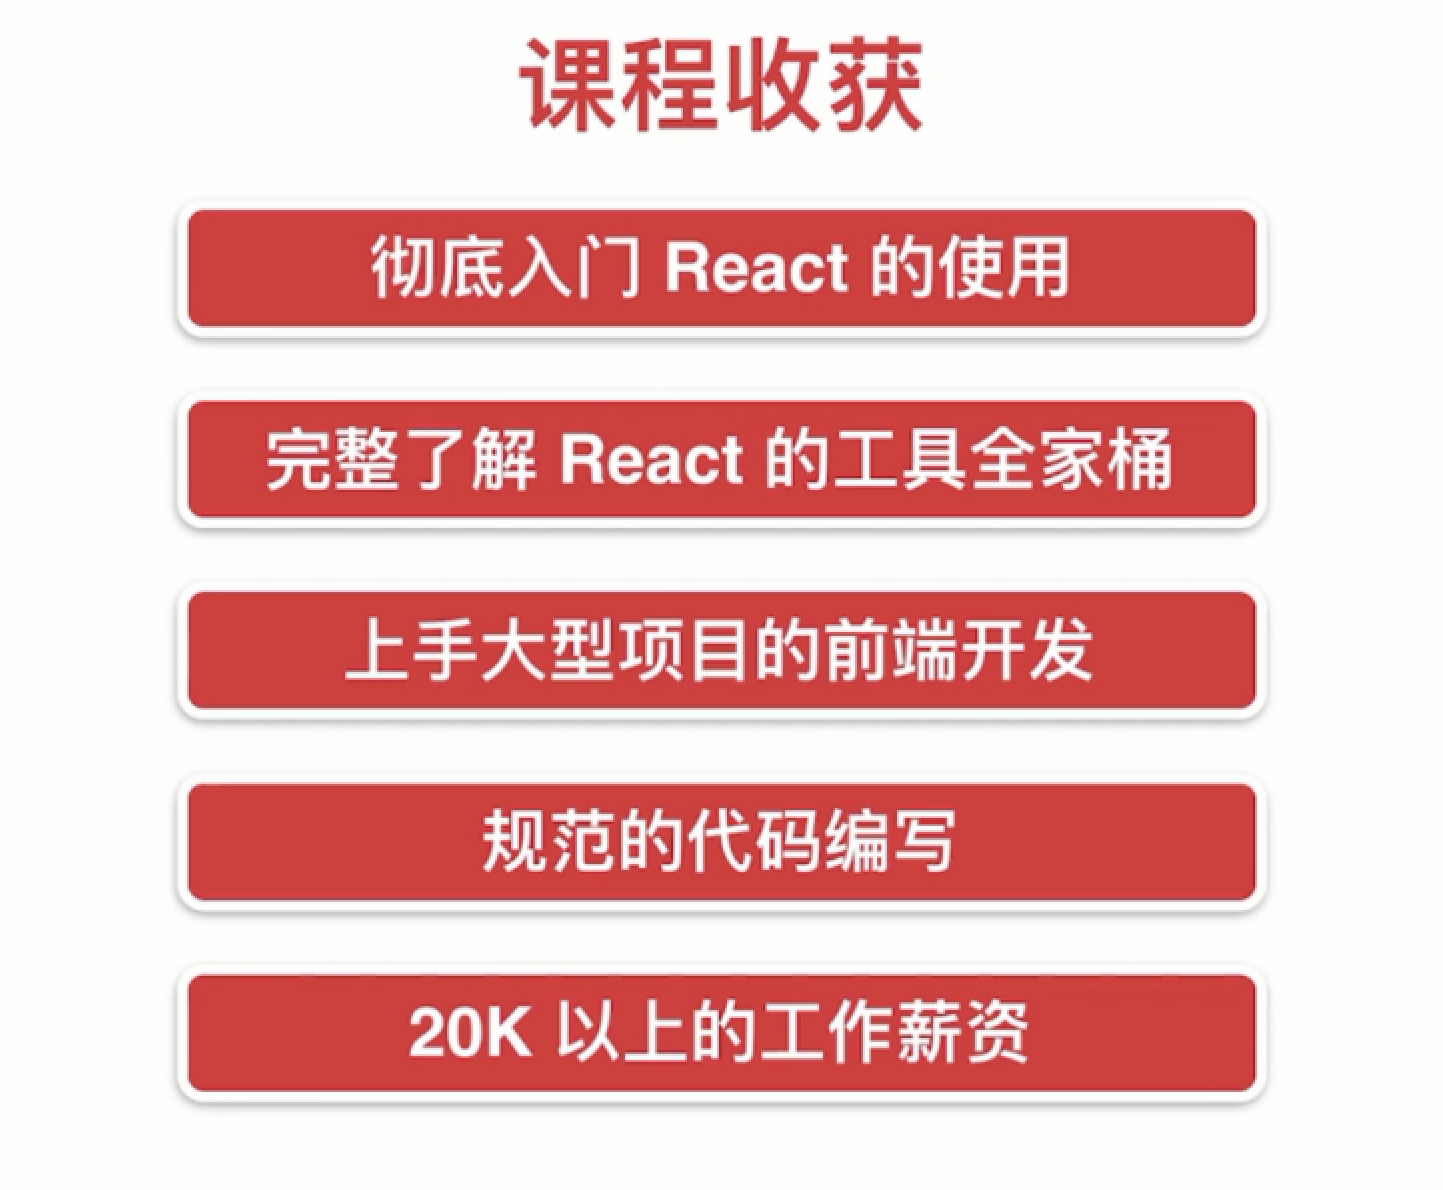 课程收获
彻底入门 React 的使用
完整了解 React 的工具全家桶
上手大型项目的前端开发
规范的代码编写
20K 以上的工作薪资